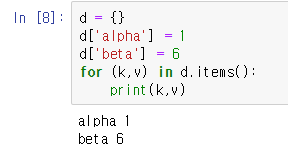 In [8]: d = {}
d['alpha'] = 1
d['beta'] = 6
for (k,v) in d.items():
    print(k,v)
alpha 1
beta 6